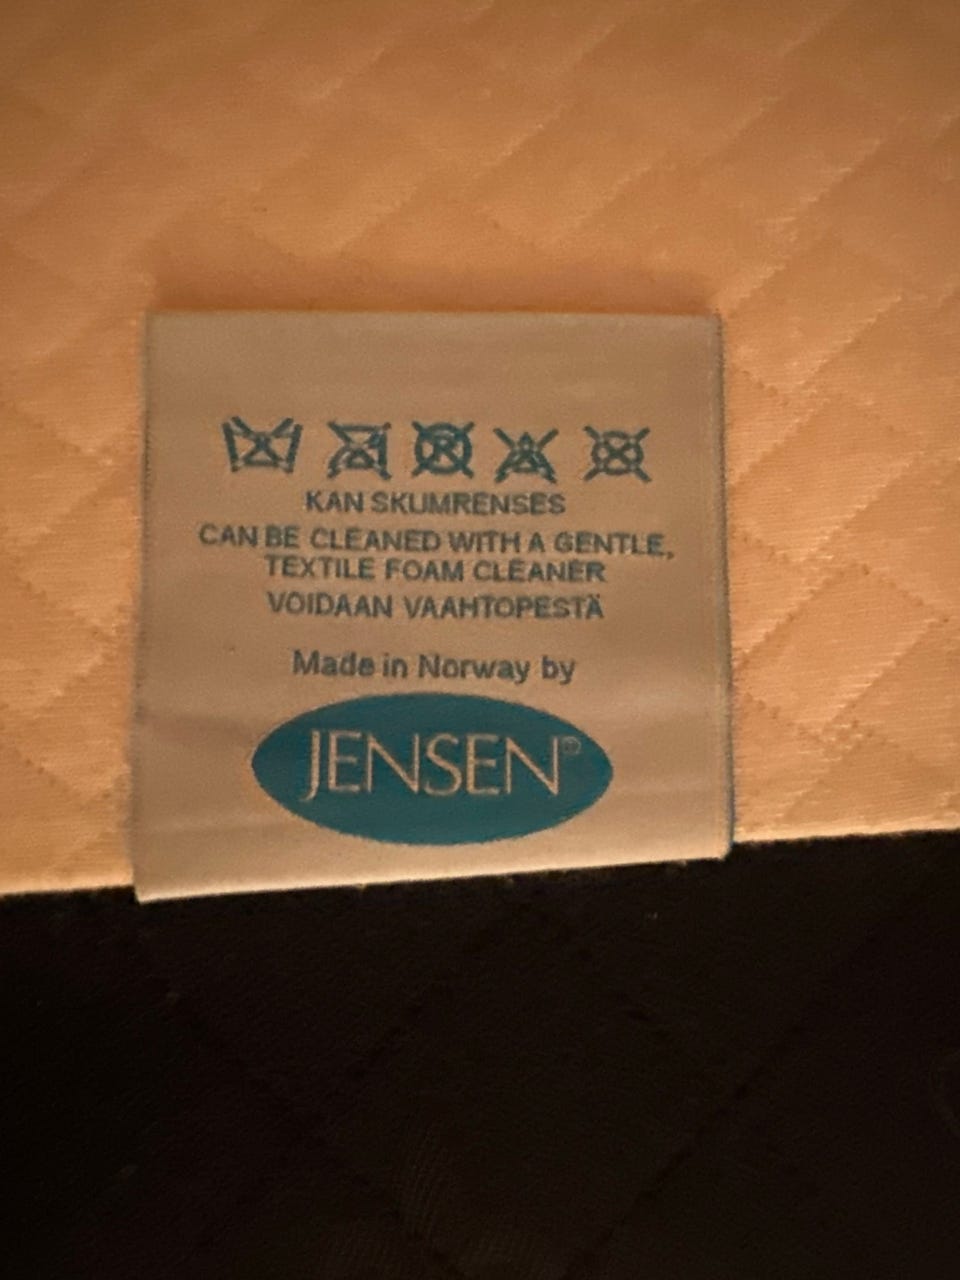 KAN SKUMRENSES
CAN BE CLEANED WITH A GENTLE,
TEXTILE FOAM CLEANER
VOIDAAN VAAHTOPESTÄ
Made in Norway by
JENSEN®